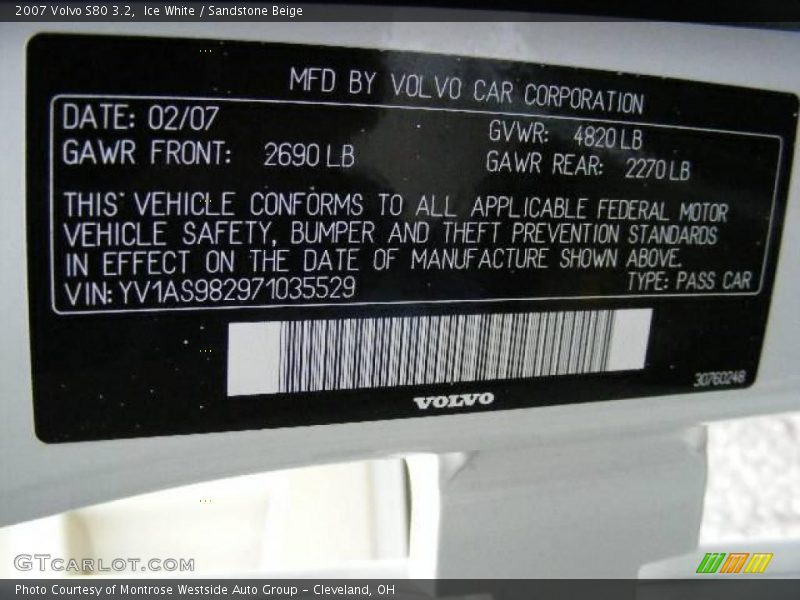 2007 Volvo S80 3.2, Ice White / Sandstone Beige
MFD BY VOLVO CAR CORPORATION
DATE: 02/07
GVWR: 4820 LB
GAWR FRONT: 2690 LB
GAWR REAR: 2270 LB
THIS VEHICLE CONFORMS TO ALL APPLICABLE FEDERAL MOTOR
VEHICLE SAFETY, BUMPER AND THEFT PREVENTION STANDARDS
IN EFFECT ON THE DATE OF MANUFACTURE SHOWN ABOVE.
VIN: YV1AS982971035529
TYPE: PASS CAR
30760248
VOLVO
GTCARLOT.COM
Photo Courtesy of Montrose Westside Auto Group - Cleveland, OH